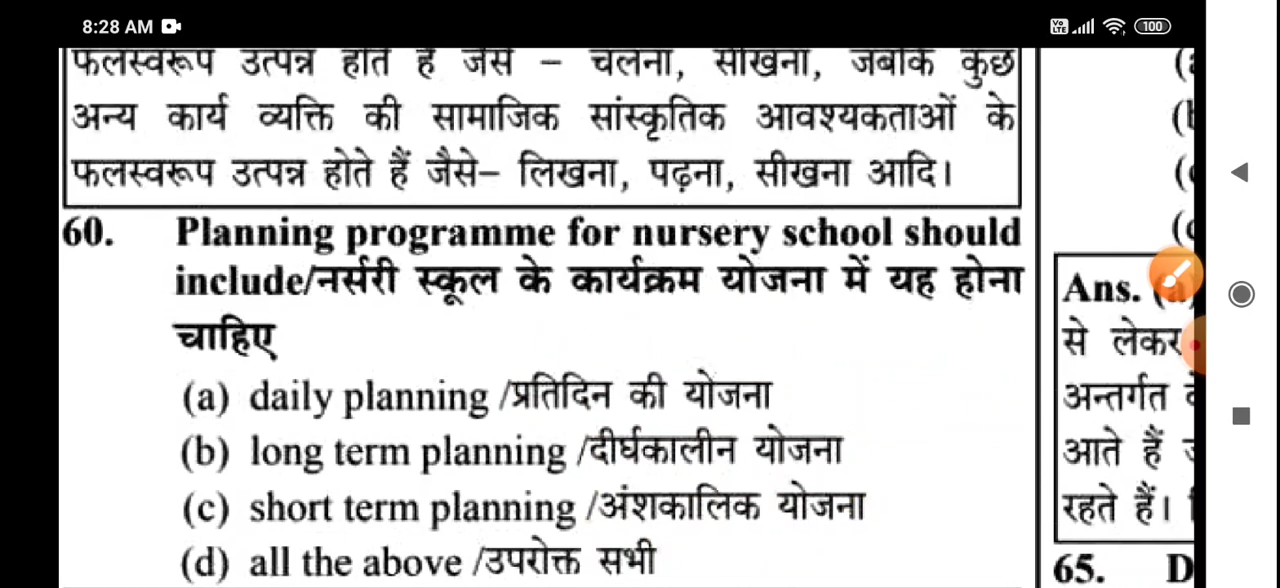 8:28 AM
Vo LTE 100
फलस्वरूप उत्पन्न होते हैं जैसे – चलना, सीखना, जबकि कुछ
अन्य कार्य व्यक्ति की सामाजिक सांस्कृतिक आवश्यकताओं के
फलस्वरूप उत्पन्न होते हैं जैसे– लिखना, पढ़ना, सीखना आदि।
60. Planning programme for nursery school should
include/नर्सरी स्कूल के कार्यक्रम योजना में यह होना
चाहिए
(a) daily planning /प्रतिदिन की योजना
(b) long term planning /दीर्घकालीन योजना
(c) short term planning /अंशकालिक योजना
(d) all the above /उपरोक्त सभी
Ans. (a)
से लेकर
अन्तर्गत
आते हैं
रहते हैं।
65. D